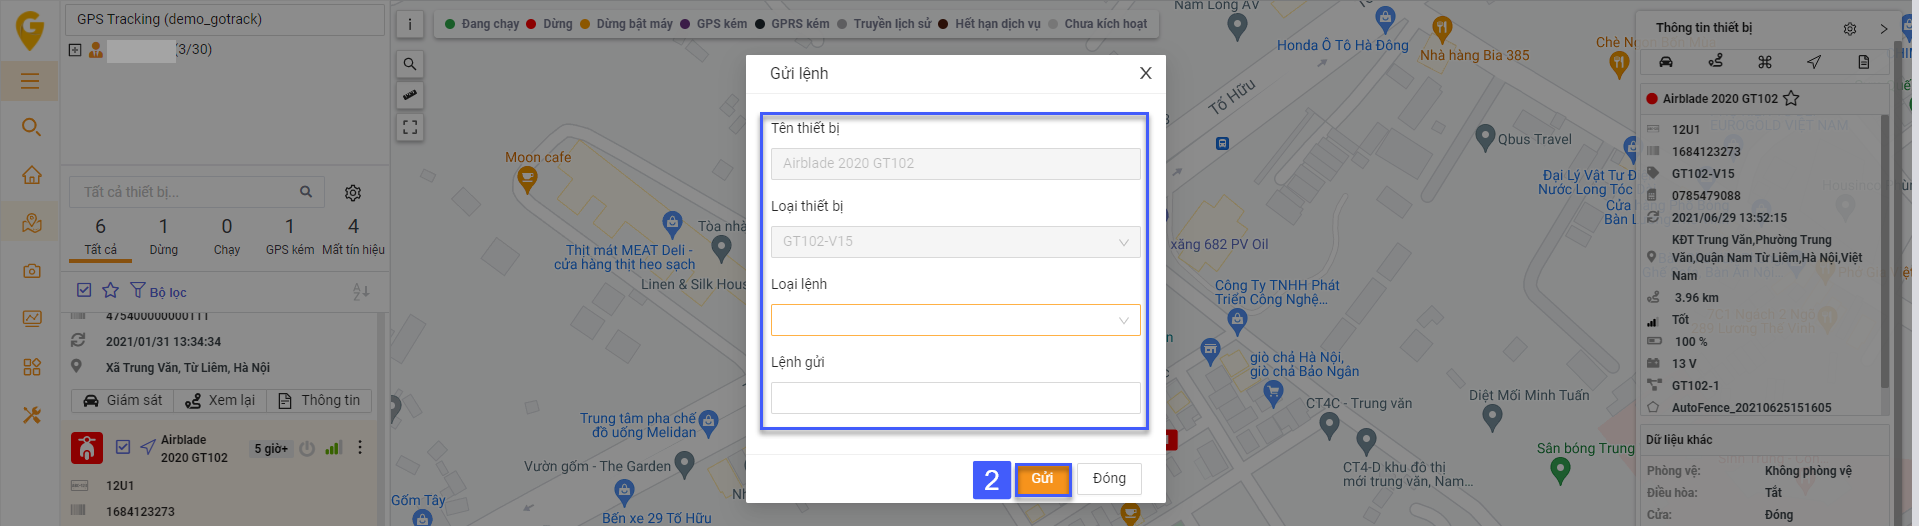 GPS Tracking (demo_gotrack)
(3/30)
Tất cả thiết bị...
6 1 0 1 4
Tất cả Dừng Chạy GPS kém Mất tín hiệu
Bộ lọc
475400000000111
2021/01/31 13:34:34
Xã Trung Văn, Từ Liêm, Hà Nội
Giám sát Xem lại Thông tin
Airblade
2020 GT102
5 giờ+
12U1
1684123273
Đang chạy Dừng Dừng bật máy GPS kém GPRS kém Truyền lịch sử Hết hạn dịch vụ Chưa kích hoạt
Nam Long AV
Honda Ô Tô Hà Đông
Nhà hàng Bia 385
Tố Hữu
Qbus Travel
Moon cafe
Tòa nhà
Thịt mát MEAT Deli -
cửa hàng thịt heo sạch
Linen & Silk Hous
xăng 682 PV Oil
Công Ty TNHH Phát
Triển Công Nghệ...
giò chả Hà Nội,
giò chả Bảo Ngân
Diệt Mối Minh Tuấn
CT4C - Trung văn
Trung tâm pha chế
đồ uống Melidan
Vườn gốm - The Garden
CT4-D khu đô thị
mới trung văn, Nam...
Sân bóng Trung
Gốm Tây
Bến xe 29 Tố Hữu
Đại Lý Vật Tư
Nước Long Tóc
Gửi lệnh
X
Tên thiết bị
Airblade 2020 GT102
Loại thiết bị
GT102-V15
Loại lệnh
Lệnh gửi
2
Gửi
Đóng
Thông tin thiết bị
Airblade 2020 GT102
12U1
1684123273
GT102-V15
0785479088
2021/06/29 13:52:15
KĐT Trung Văn,Phường Trung
Văn,Quận Nam Từ Liêm,Hà Nội,Việt
Nam
3.96 km
Tốt
100 %
13 V
GT102-1
AutoFence_20210625151605
Dữ liệu khác
Phòng vệ: Không phòng vệ
Điều hòa: Tắt
Cửa: Đóng